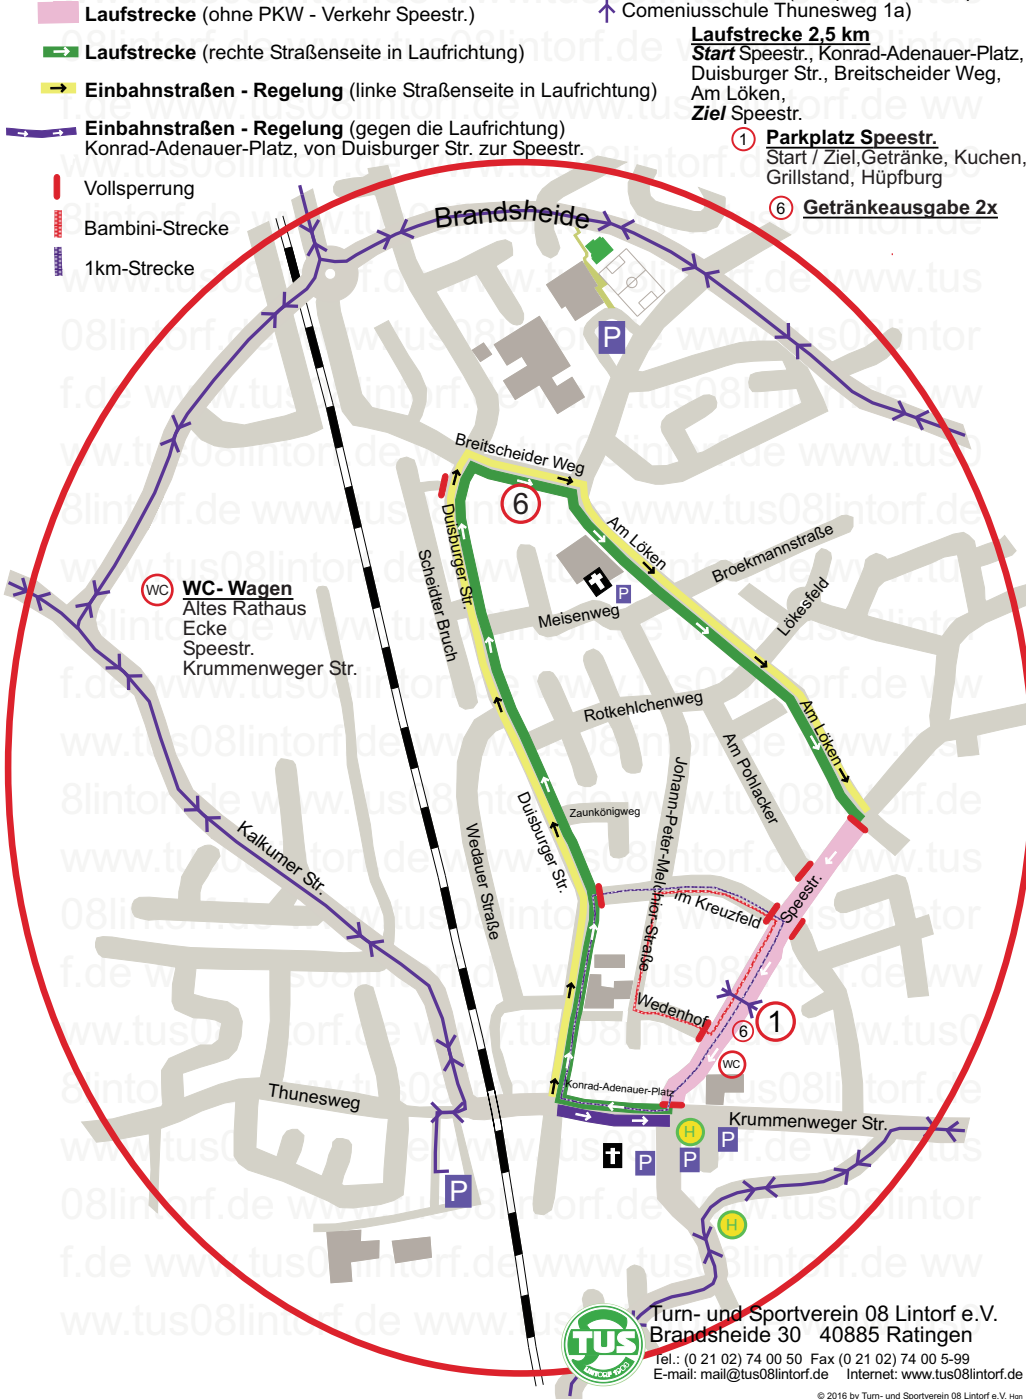 Laufstrecke (ohne PKW - Verkehr Speestr.)
Laufstrecke (rechte Straßenseite in Laufrichtung)
Einbahnstraßen - Regelung (linke Straßenseite in Laufrichtung)
Einbahnstraßen - Regelung (gegen die Laufrichtung)
Konrad-Adenauer-Platz, von Duisburger Str. zur Speestr.
Vollsperrung
Bambini-Strecke
1km-Strecke
Comeniusschule Thunesweg 1a)
Laufstrecke 2,5 km
Start Speestr., Konrad-Adenauer-Platz,
Duisburger Str., Breitscheider Weg,
Am Löken,
Ziel Speestr.
1 Parkplatz Speestr.
Start / Ziel,Getränke, Kuchen,
Grillstand, Hüpfburg
6 Getränkeausgabe 2x
Brandsheide
P
Breitscheider Weg
6
Duisburger Str.
Am Löken
Scheidter Bruch
Broekmannstraße
P
Meisenweg
Lökesfeld
WC WC- Wagen
Altes Rathaus
Ecke
Speestr.
Krummenweger Str.
Rotkehlchenweg
Am Löken
Am Pohlacker
Johann-Peter-Melchior-Straße
Zaunkönigweg
Duisburger Str.
Wedauer Straße
Kalkumer Str.
Speestr.
Im Kreuzfeld
Wedenhof
6
1
WC
Konrad-Adenauer-Platz
Thunesweg
Krummenweger Str.
H
P
P
P
P
H
TUS
LINTORF 1908
Turn- und Sportverein 08 Lintorf e.V.
Brandsheide 30 40885 Ratingen
Tel.: (0 21 02) 74 00 50 Fax (0 21 02) 74 00 5-99
E-mail: mail@tus08lintorf.de Internet: www.tus08lintorf.de
© 2016 by Turn- und Sportverein 08 Lintorf e.V.